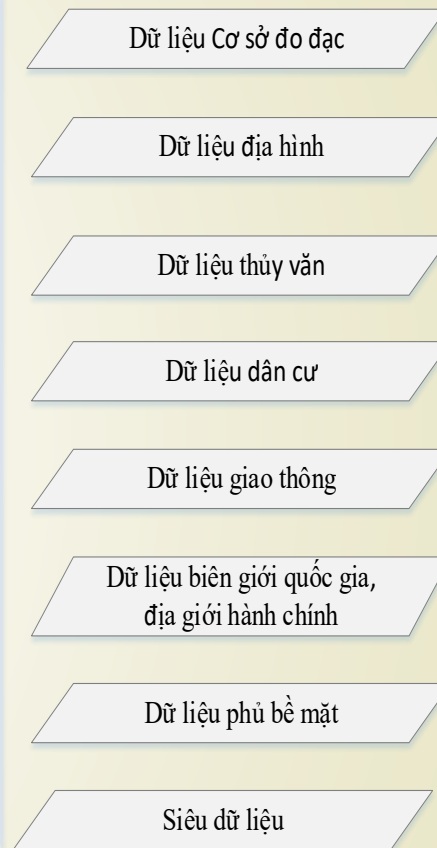 Dữ liệu Cơ sở đo đạc
Dữ liệu địa hình
Dữ liệu thủy văn
Dữ liệu dân cư
Dữ liệu giao thông
Dữ liệu biên giới quốc gia,
địa giới hành chính
Dữ liệu phủ bề mặt
Siêu dữ liệu